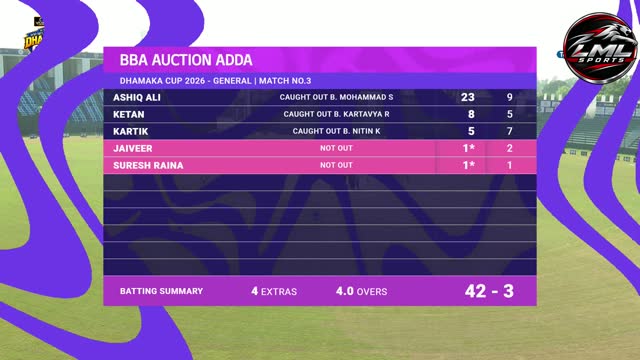 BBA AUCTION ADDA
DHAMAKA CUP 2026 - GENERAL | MATCH NO.3
ASHIQ ALI CAUGHT OUT B. MOHAMMAD S 23 9
KETAN CAUGHT OUT B. KARTAVYA R 8 5
KARTIK CAUGHT OUT B. NITIN K 5 7
JAIVEER NOT OUT 1* 2
SURESH RAINA NOT OUT 1* 1
BATTING SUMMARY 4 EXTRAS 4.0 OVERS 42 - 3
LML
SPORTS